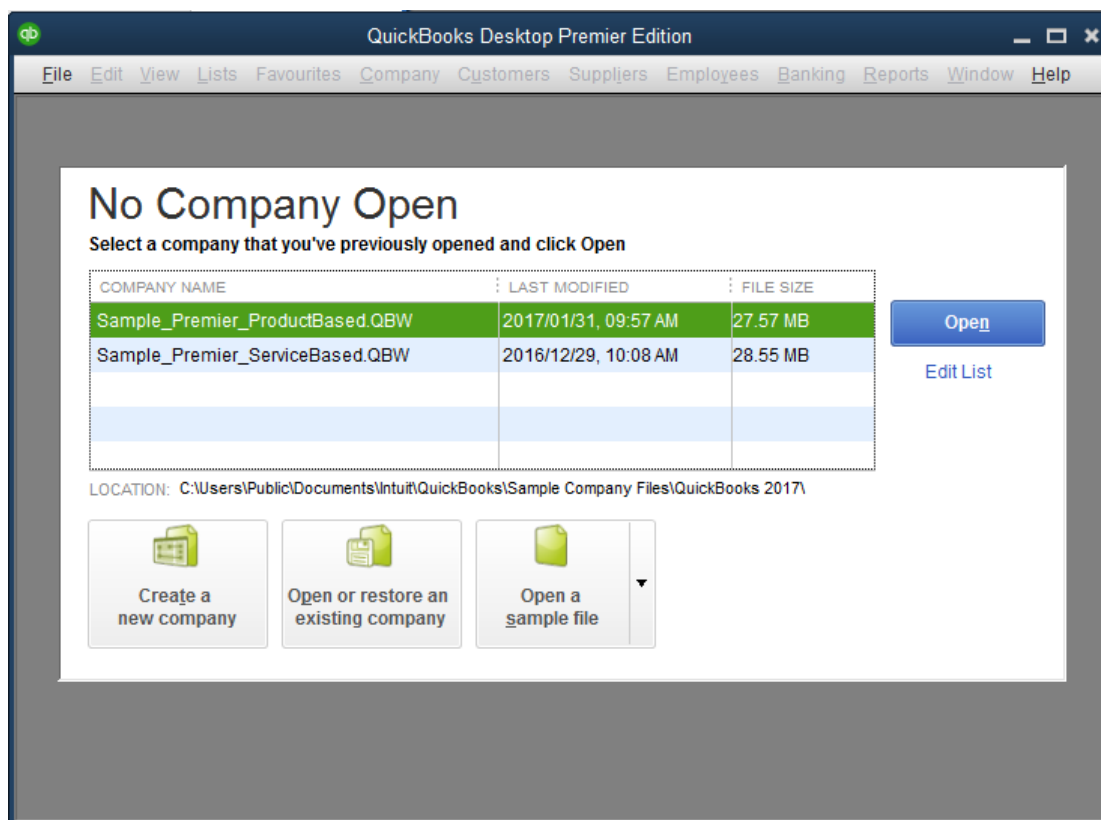 qb
QuickBooks Desktop Premier Edition
File Edit View Lists Favourites Company Customers Suppliers Employees Banking Reports Window Help
No Company Open
Select a company that you've previously opened and click Open
COMPANY NAME LAST MODIFIED FILE SIZE
Sample_Premier_ProductBased.QBW 2017/01/31, 09:57 AM 27.57 MB
Open
Sample_Premier_ServiceBased.QBW 2016/12/29, 10:08 AM 28.55 MB
Edit List
LOCATION: C:\Users\Public\Documents\Intuit\QuickBooks\Sample Company Files\QuickBooks 2017\
Create a
new company
Open or restore an
existing company
Open a
sample file